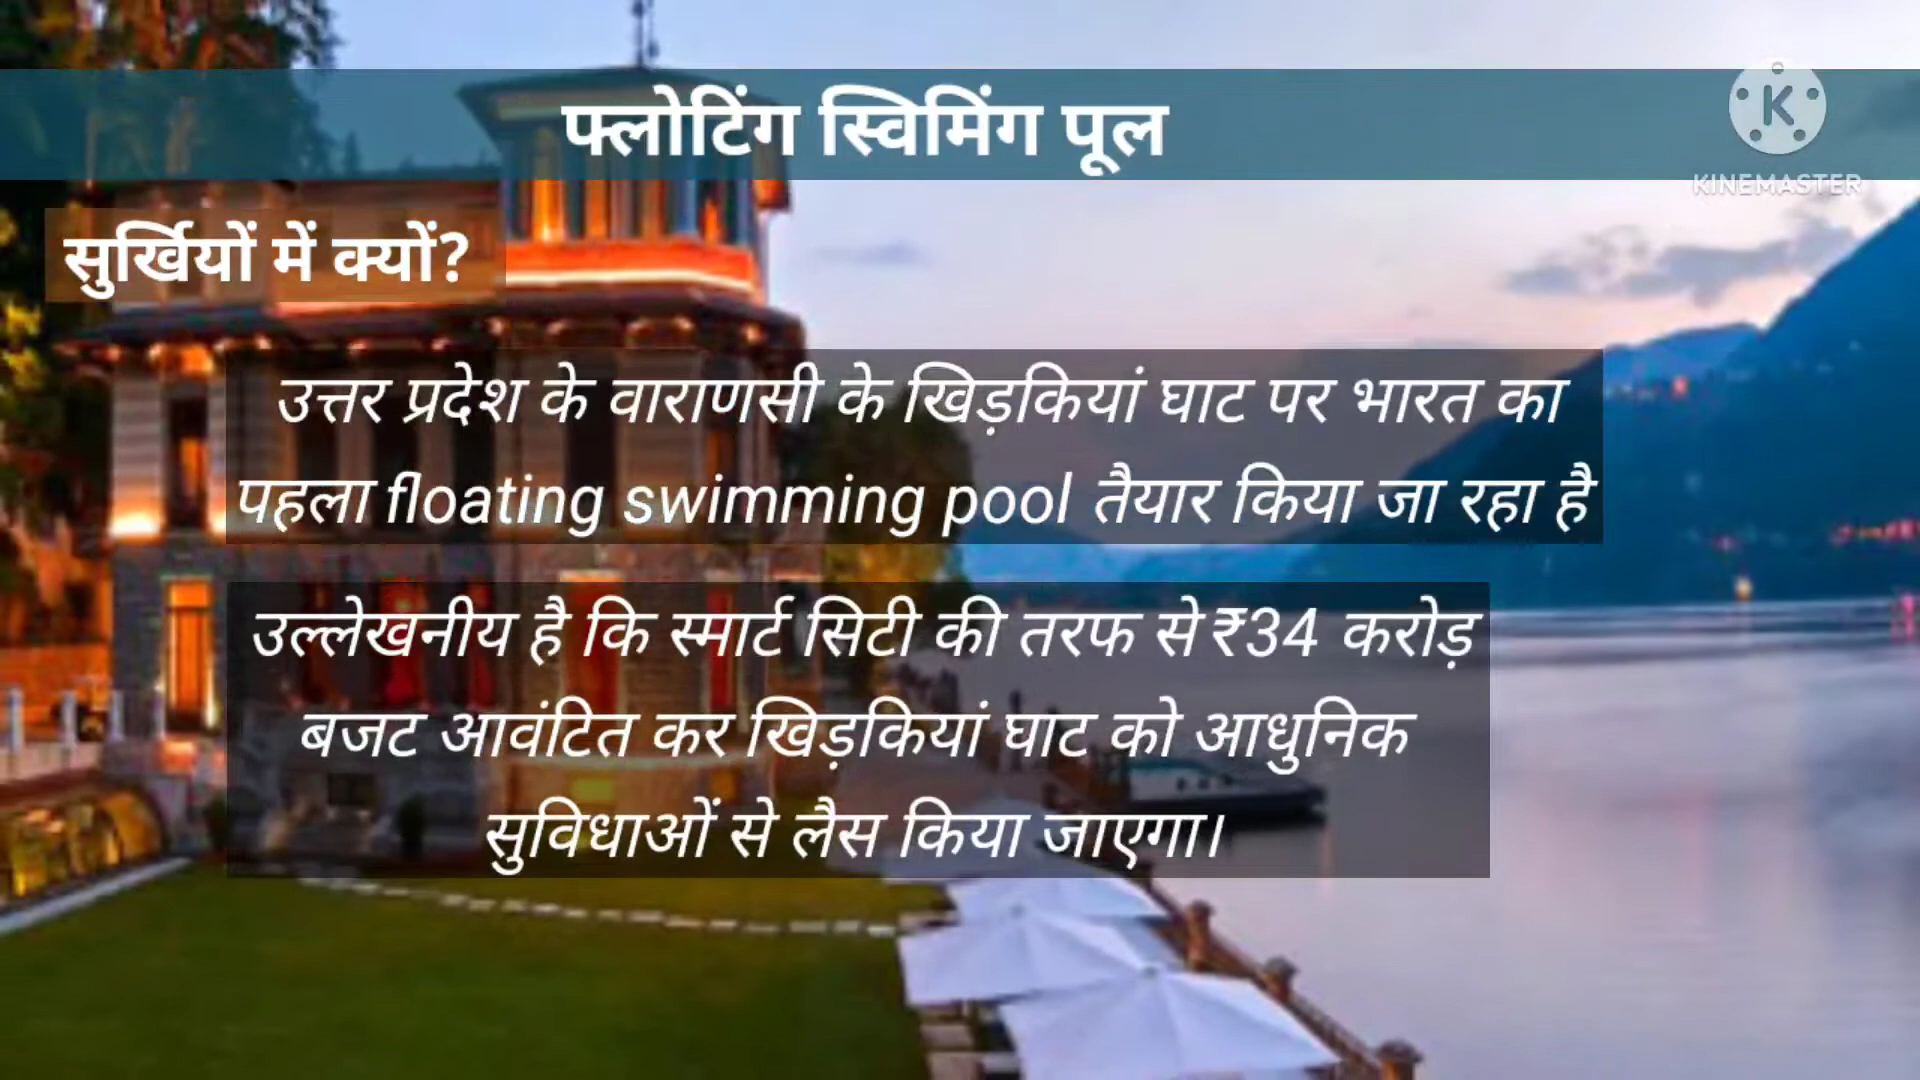 फ्लोटिंग स्विमिंग पूल
KINEMASTER
सुर्खियों में क्यों?
उत्तर प्रदेश के वाराणसी के खिड़कियां घाट पर भारत का
पहला floating swimming pool तैयार किया जा रहा है
उल्लेखनीय है कि स्मार्ट सिटी की तरफ से ₹34 करोड़
बजट आवंटित कर खिड़कियां घाट को आधुनिक
सुविधाओं से लैस किया जाएगा।